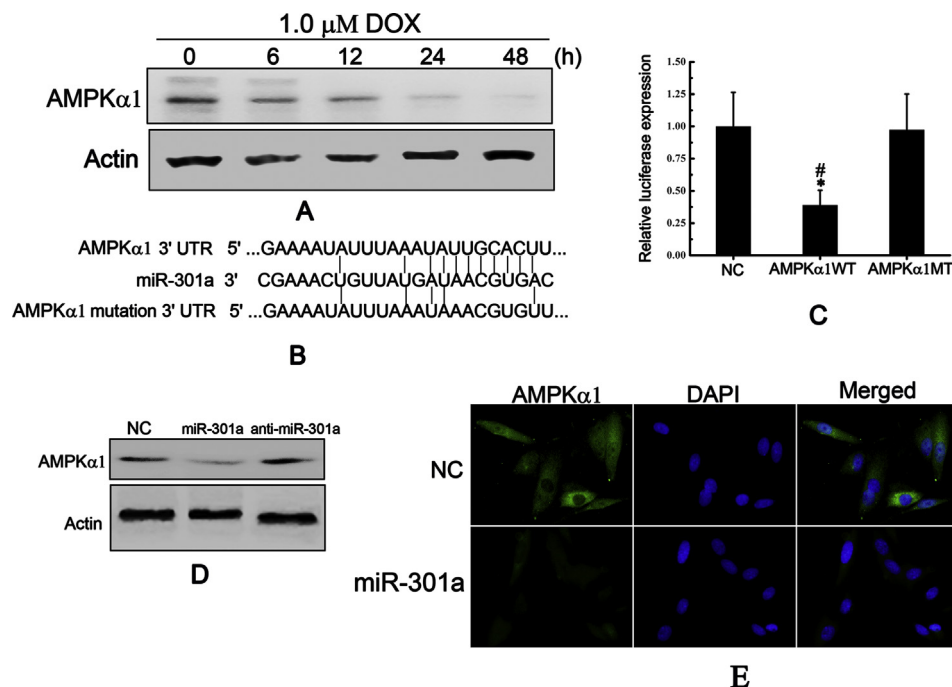 1.0 μM DOX
0 6 12 24 48 (h)
AMPKα1
Actin
A
AMPKα1 3' UTR 5' ...GAAAAUAUUUAAAUAUUGCACUU...
miR-301a 3' CGAAACUGUUAUGAUAACGUGAC
AMPKα1 mutation 3' UTR 5' ...GAAAAUAUUUAAAUAAACGUGUU...
B
Relative luciferase expression
1.50
1.25
1.00
0.75
0.50
0.25
0.00
#
*
NC AMPKα1WT AMPKα1MT
C
NC miR-301a anti-miR-301a
AMPKα1
Actin
D
AMPKα1 DAPI Merged
NC
miR-301a
E